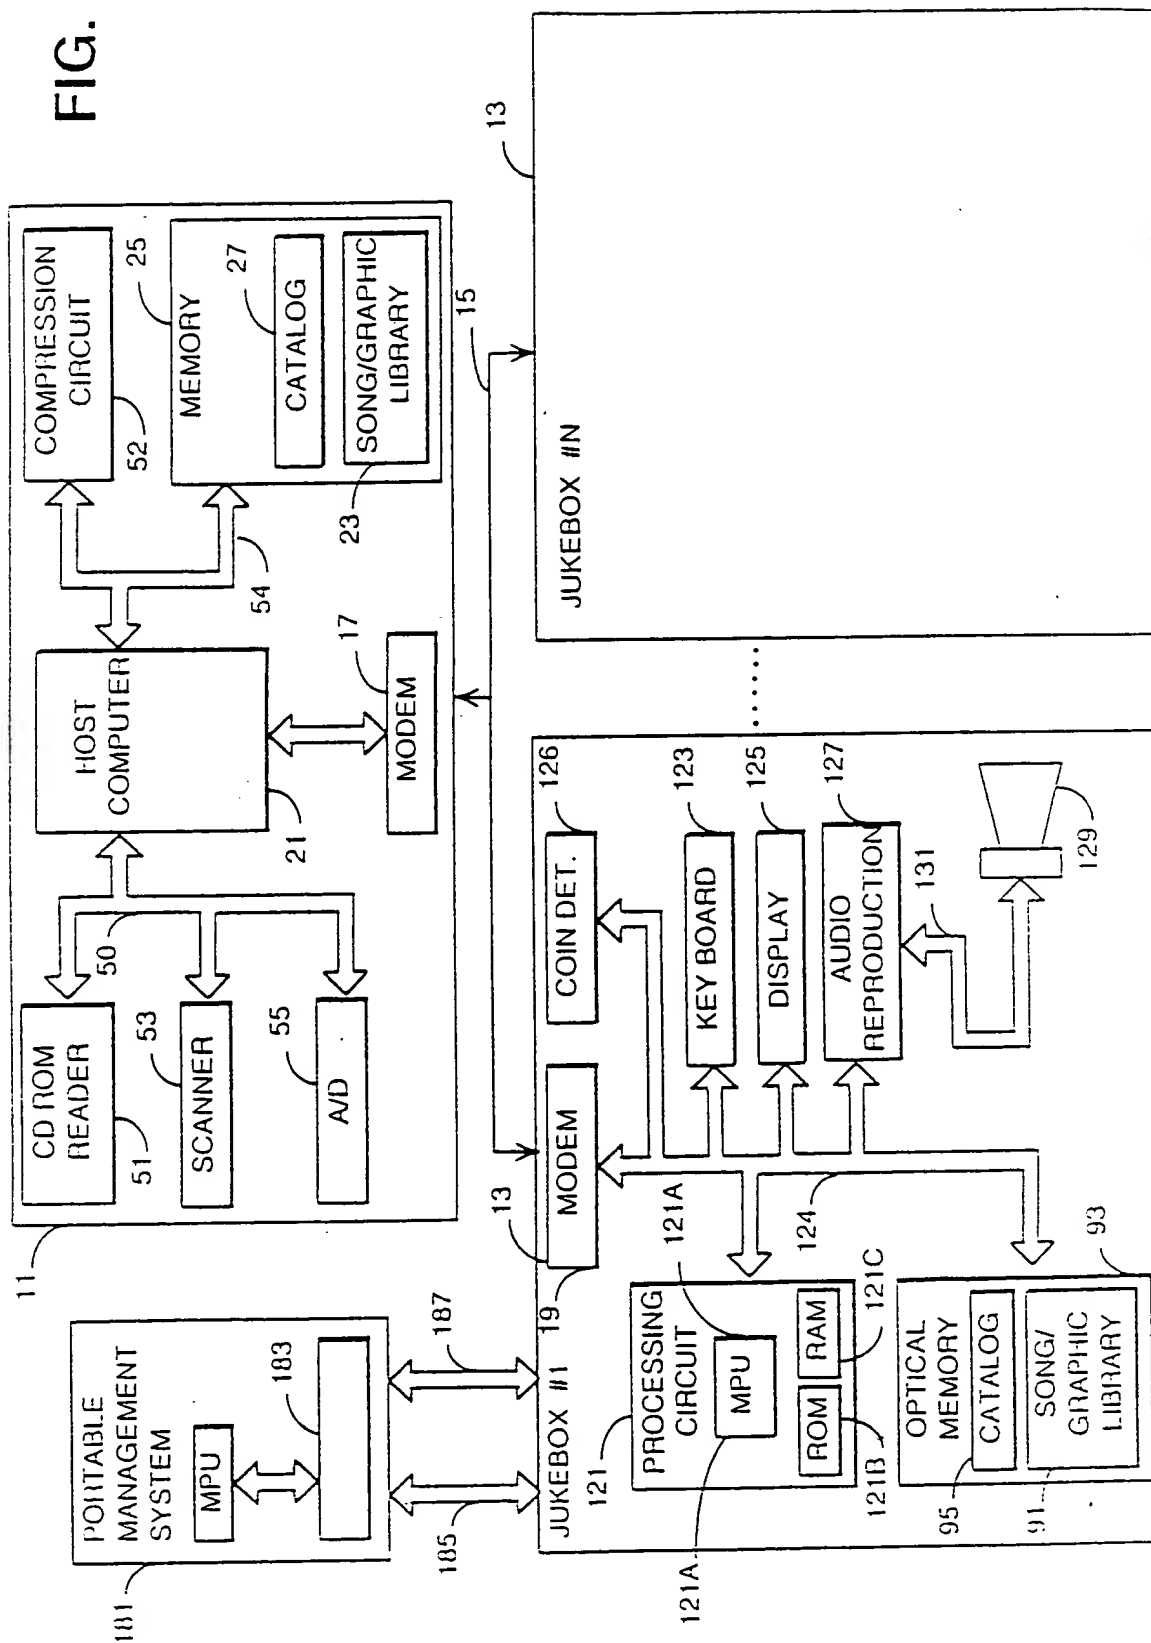 FIG.
11
CD ROM
READER
51
SCANNER
53
A/D
55
50
HOST
COMPUTER
21
MODEM
17
COMPRESSION
CIRCUIT
52
54
MEMORY
25
CATALOG
27
SONG/GRAPHIC
LIBRARY
23
15
PORTABLE
MANAGEMENT
SYSTEM
181
MPU
183
185
187
JUKEBOX #1
13
19
MODEM
COIN DET.
126
KEY BOARD
123
DISPLAY
125
AUDIO
REPRODUCTION
127
131
129
121
PROCESSING
CIRCUIT
MPU
121A
121A
ROM
RAM
121B
121C
124
OPTICAL
MEMORY
93
CATALOG
95
SONG/
GRAPHIC
LIBRARY
91
......
JUKEBOX #N
13